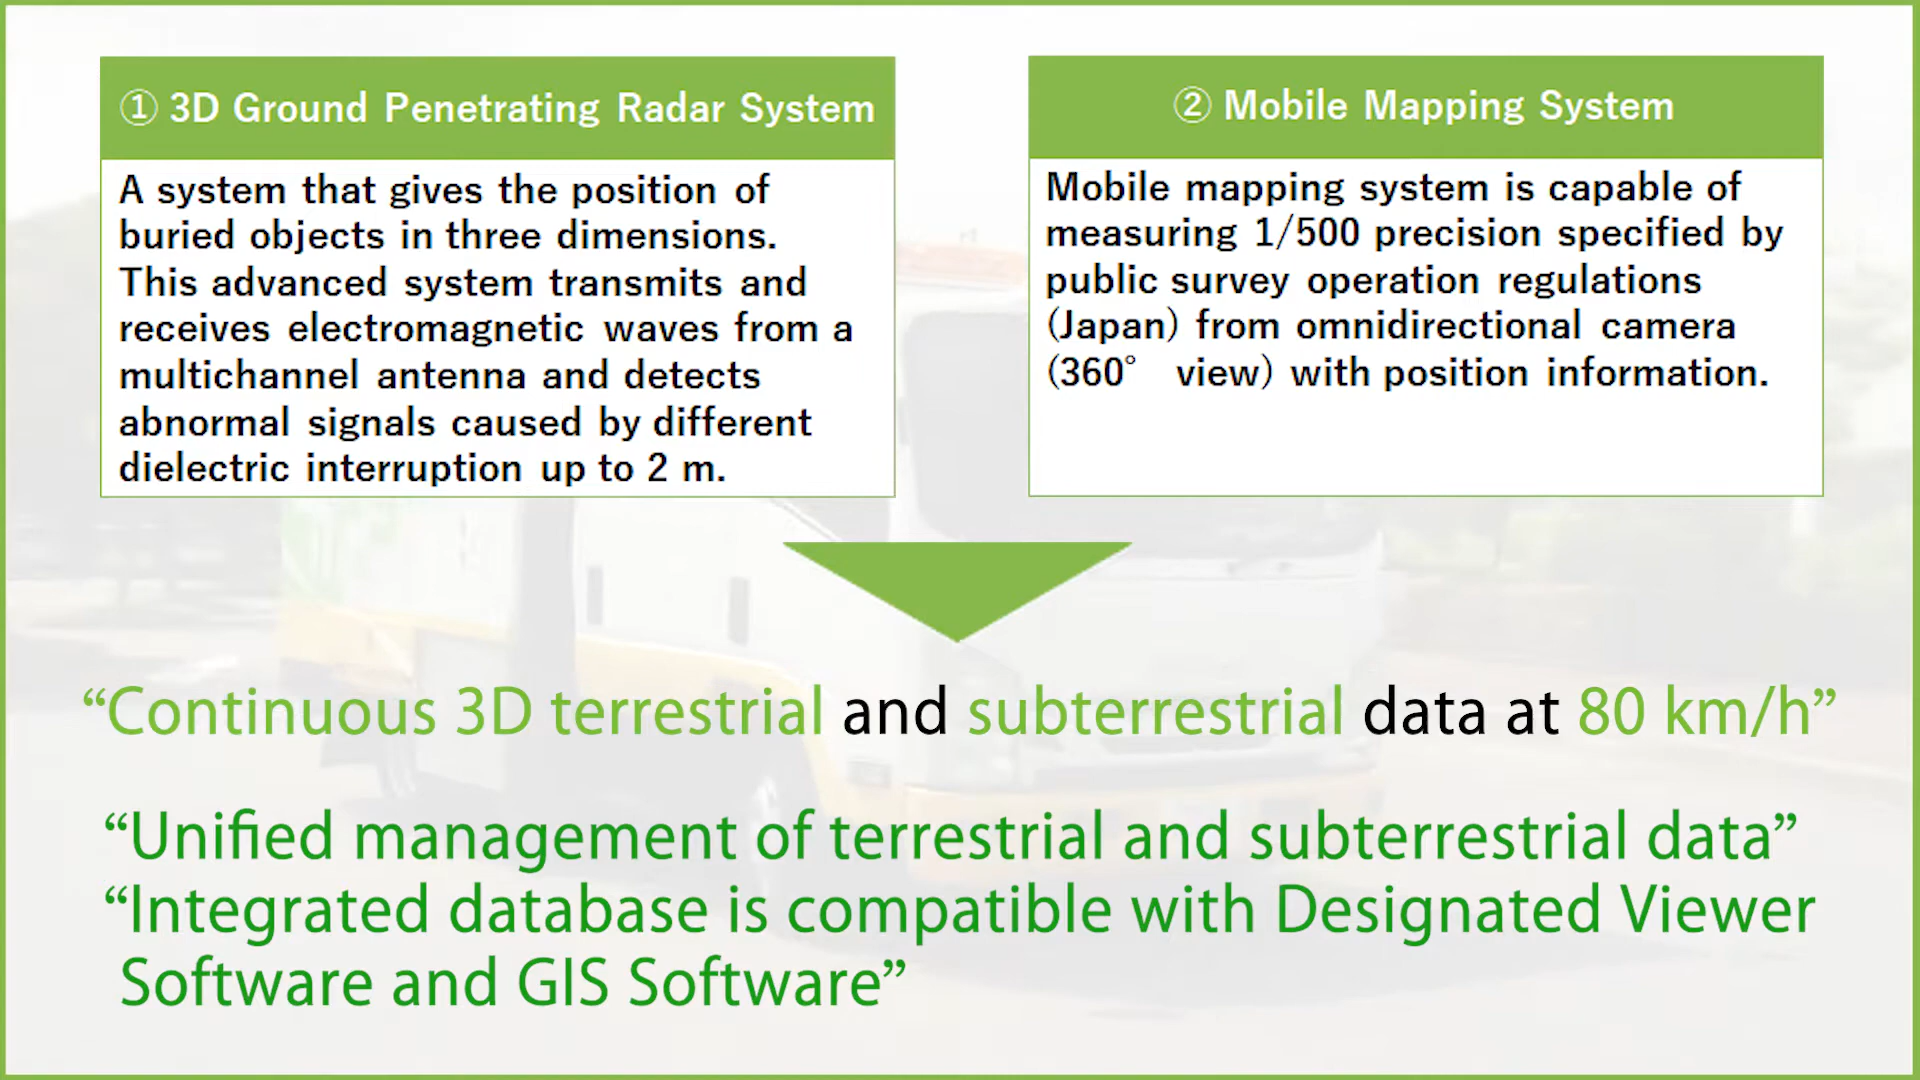 ① 3D Ground Penetrating Radar System
A system that gives the position of
buried objects in three dimensions.
This advanced system transmits and
receives electromagnetic waves from a
multichannel antenna and detects
abnormal signals caused by different
dielectric interruption up to 2 m.
② Mobile Mapping System
Mobile mapping system is capable of
measuring 1/500 precision specified by
public survey operation regulations
(Japan) from omnidirectional camera
(360° view) with position information.
“Continuous 3D terrestrial and subterrestrial data at 80 km/h”
“Unified management of terrestrial and subterrestrial data”
“Integrated database is compatible with Designated Viewer
Software and GIS Software”